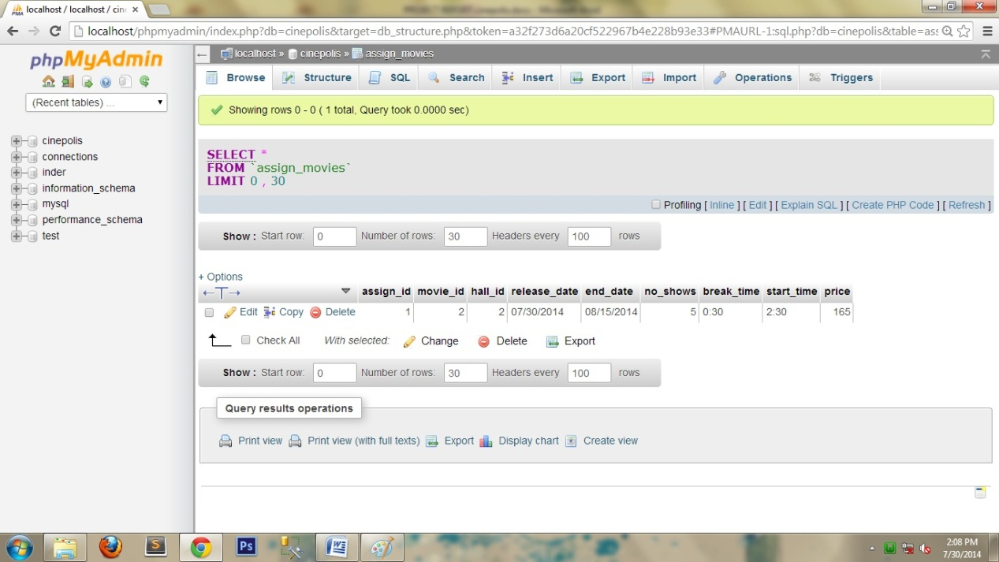 localhost / localhost / cin
localhost/phpmyadmin/index.php?db=cinepolis&target=db_structure.php&token=a32f273d6a20cf522967b4e228b93e33#PMAURL-1:sql.php?db=cinepolis&table=ass
phpMyAdmin
(Recent tables) ...
cinepolis
connections
inder
information_schema
mysql
performance_schema
test
localhost » cinepolis » assign_movies
Browse Structure SQL Search Insert Export Import Operations Triggers
Showing rows 0 - 0 ( 1 total, Query took 0.0000 sec)
SELECT *
FROM `assign_movies`
LIMIT 0 , 30
Profiling [ Inline ] [ Edit ] [ Explain SQL ] [ Create PHP Code ] [ Refresh ]
Show : Start row: 0 Number of rows: 30 Headers every 100 rows
+ Options
←T→ assign_id movie_id hall_id release_date end_date no_shows break_time start_time price
Edit Copy Delete 1 2 2 07/30/2014 08/15/2014 5 0:30 2:30 165
Check All With selected: Change Delete Export
Show : Start row: 0 Number of rows: 30 Headers every 100 rows
Query results operations
Print view Print view (with full texts) Export Display chart Create view
Ps
2:08 PM
7/30/2014